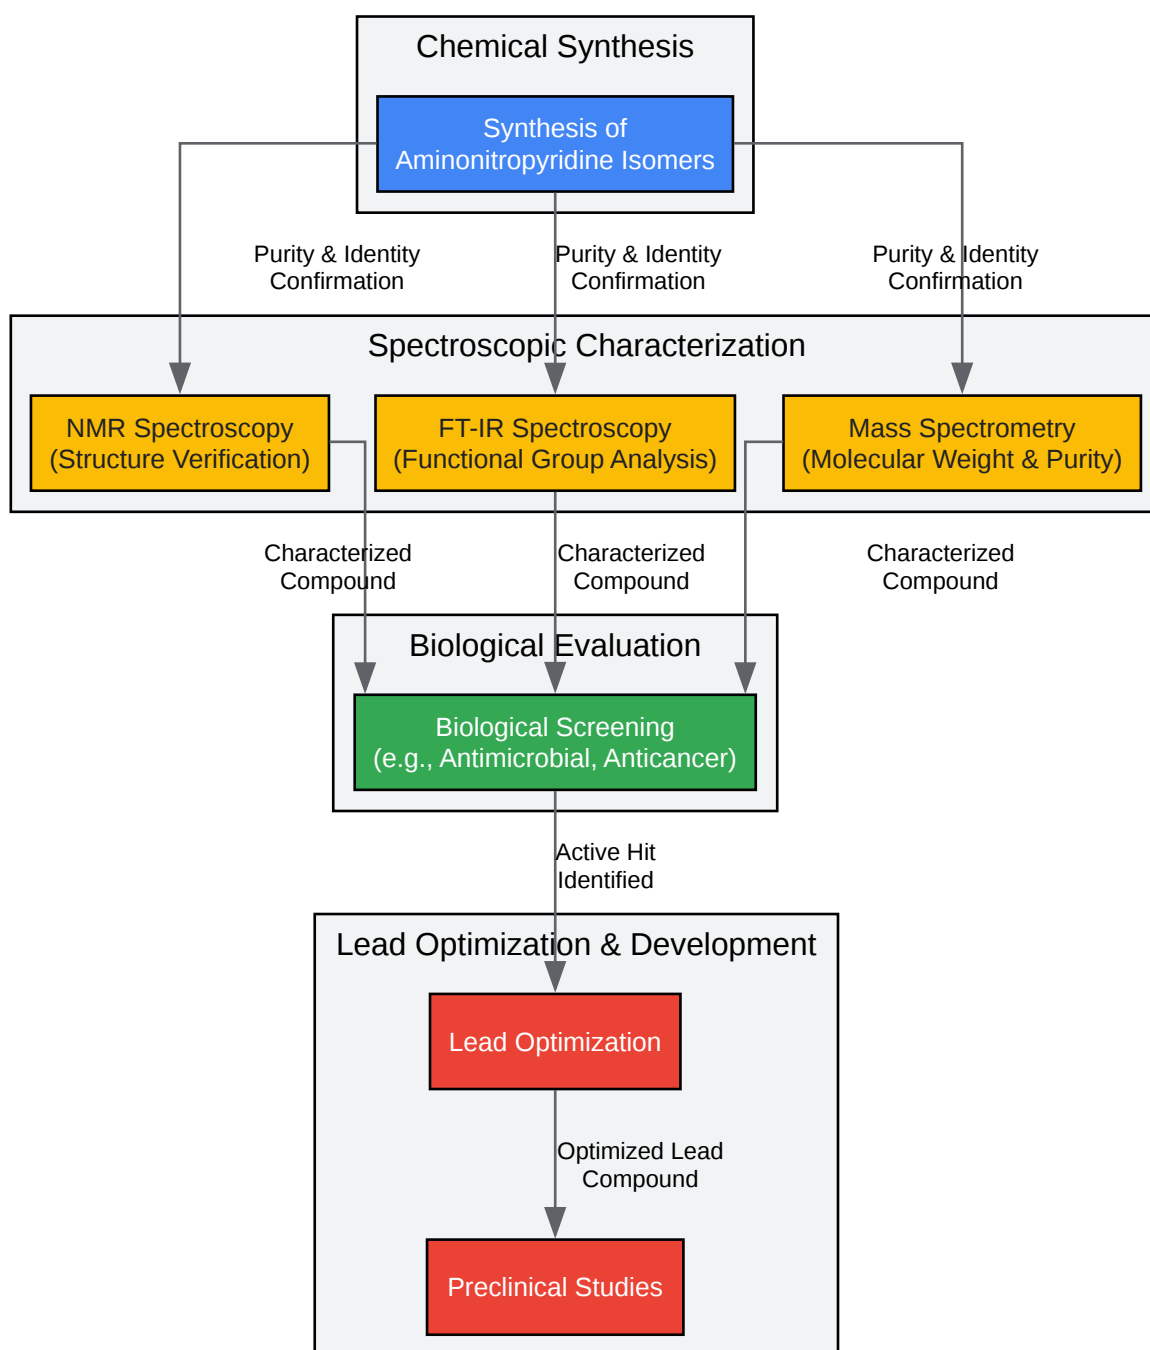 Chemical Synthesis
Synthesis of
Aminonitropyridine Isomers
Purity & Identity
Confirmation
Purity & Identity
Confirmation
Purity & Identity
Confirmation
Spectroscopic Characterization
NMR Spectroscopy
(Structure Verification)
FT-IR Spectroscopy
(Functional Group Analysis)
Mass Spectrometry
(Molecular Weight & Purity)
Characterized
Compound
Characterized
Compound
Characterized
Compound
Biological Evaluation
Biological Screening
(e.g., Antimicrobial, Anticancer)
Active Hit
Identified
Lead Optimization & Development
Lead Optimization
Optimized Lead
Compound
Preclinical Studies